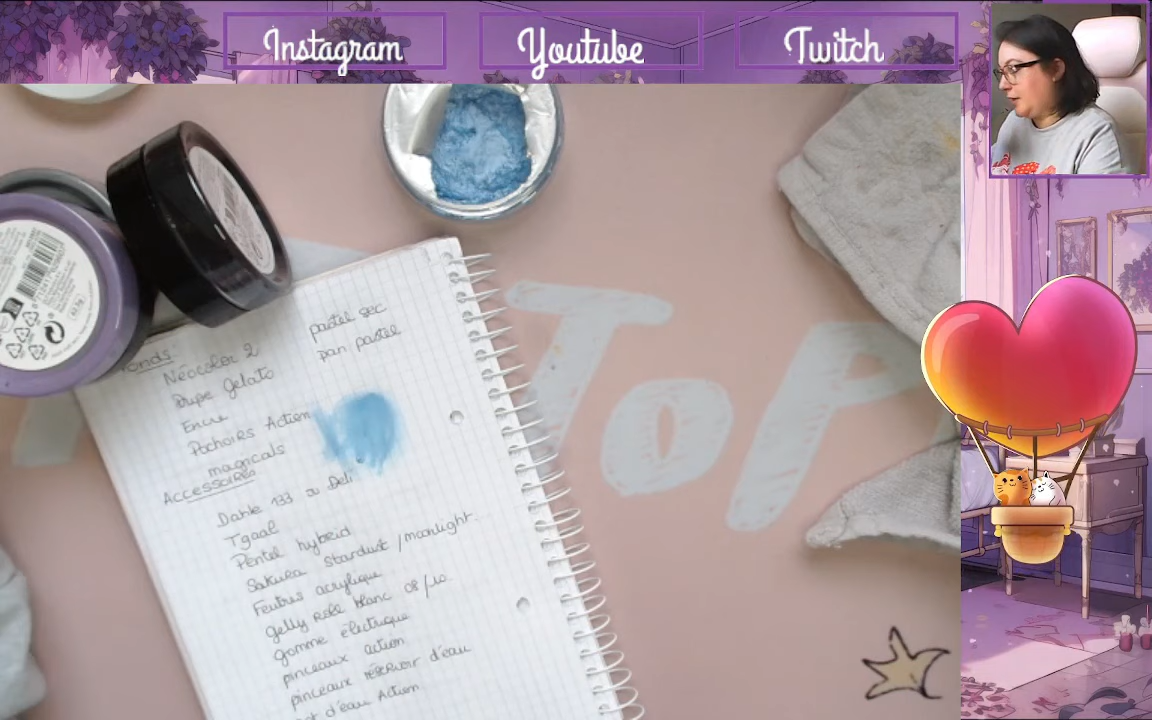 Instagram Youtube Twitch
TOP
pastel sec
pan pastel
Fonds
Néocolor 2
Dupe Gelato
Encre
Pochoirs Action
magicals
Accessoires
Dahle 133 ou Deli
Tgaal
Pentel hybrid
Sakura stardust / moonlight.
Feutres acrylique
gelly Roll blanc 08/10.
gomme électrique
pinceaux action
pinceaux réservoir d'eau
d'eau Action